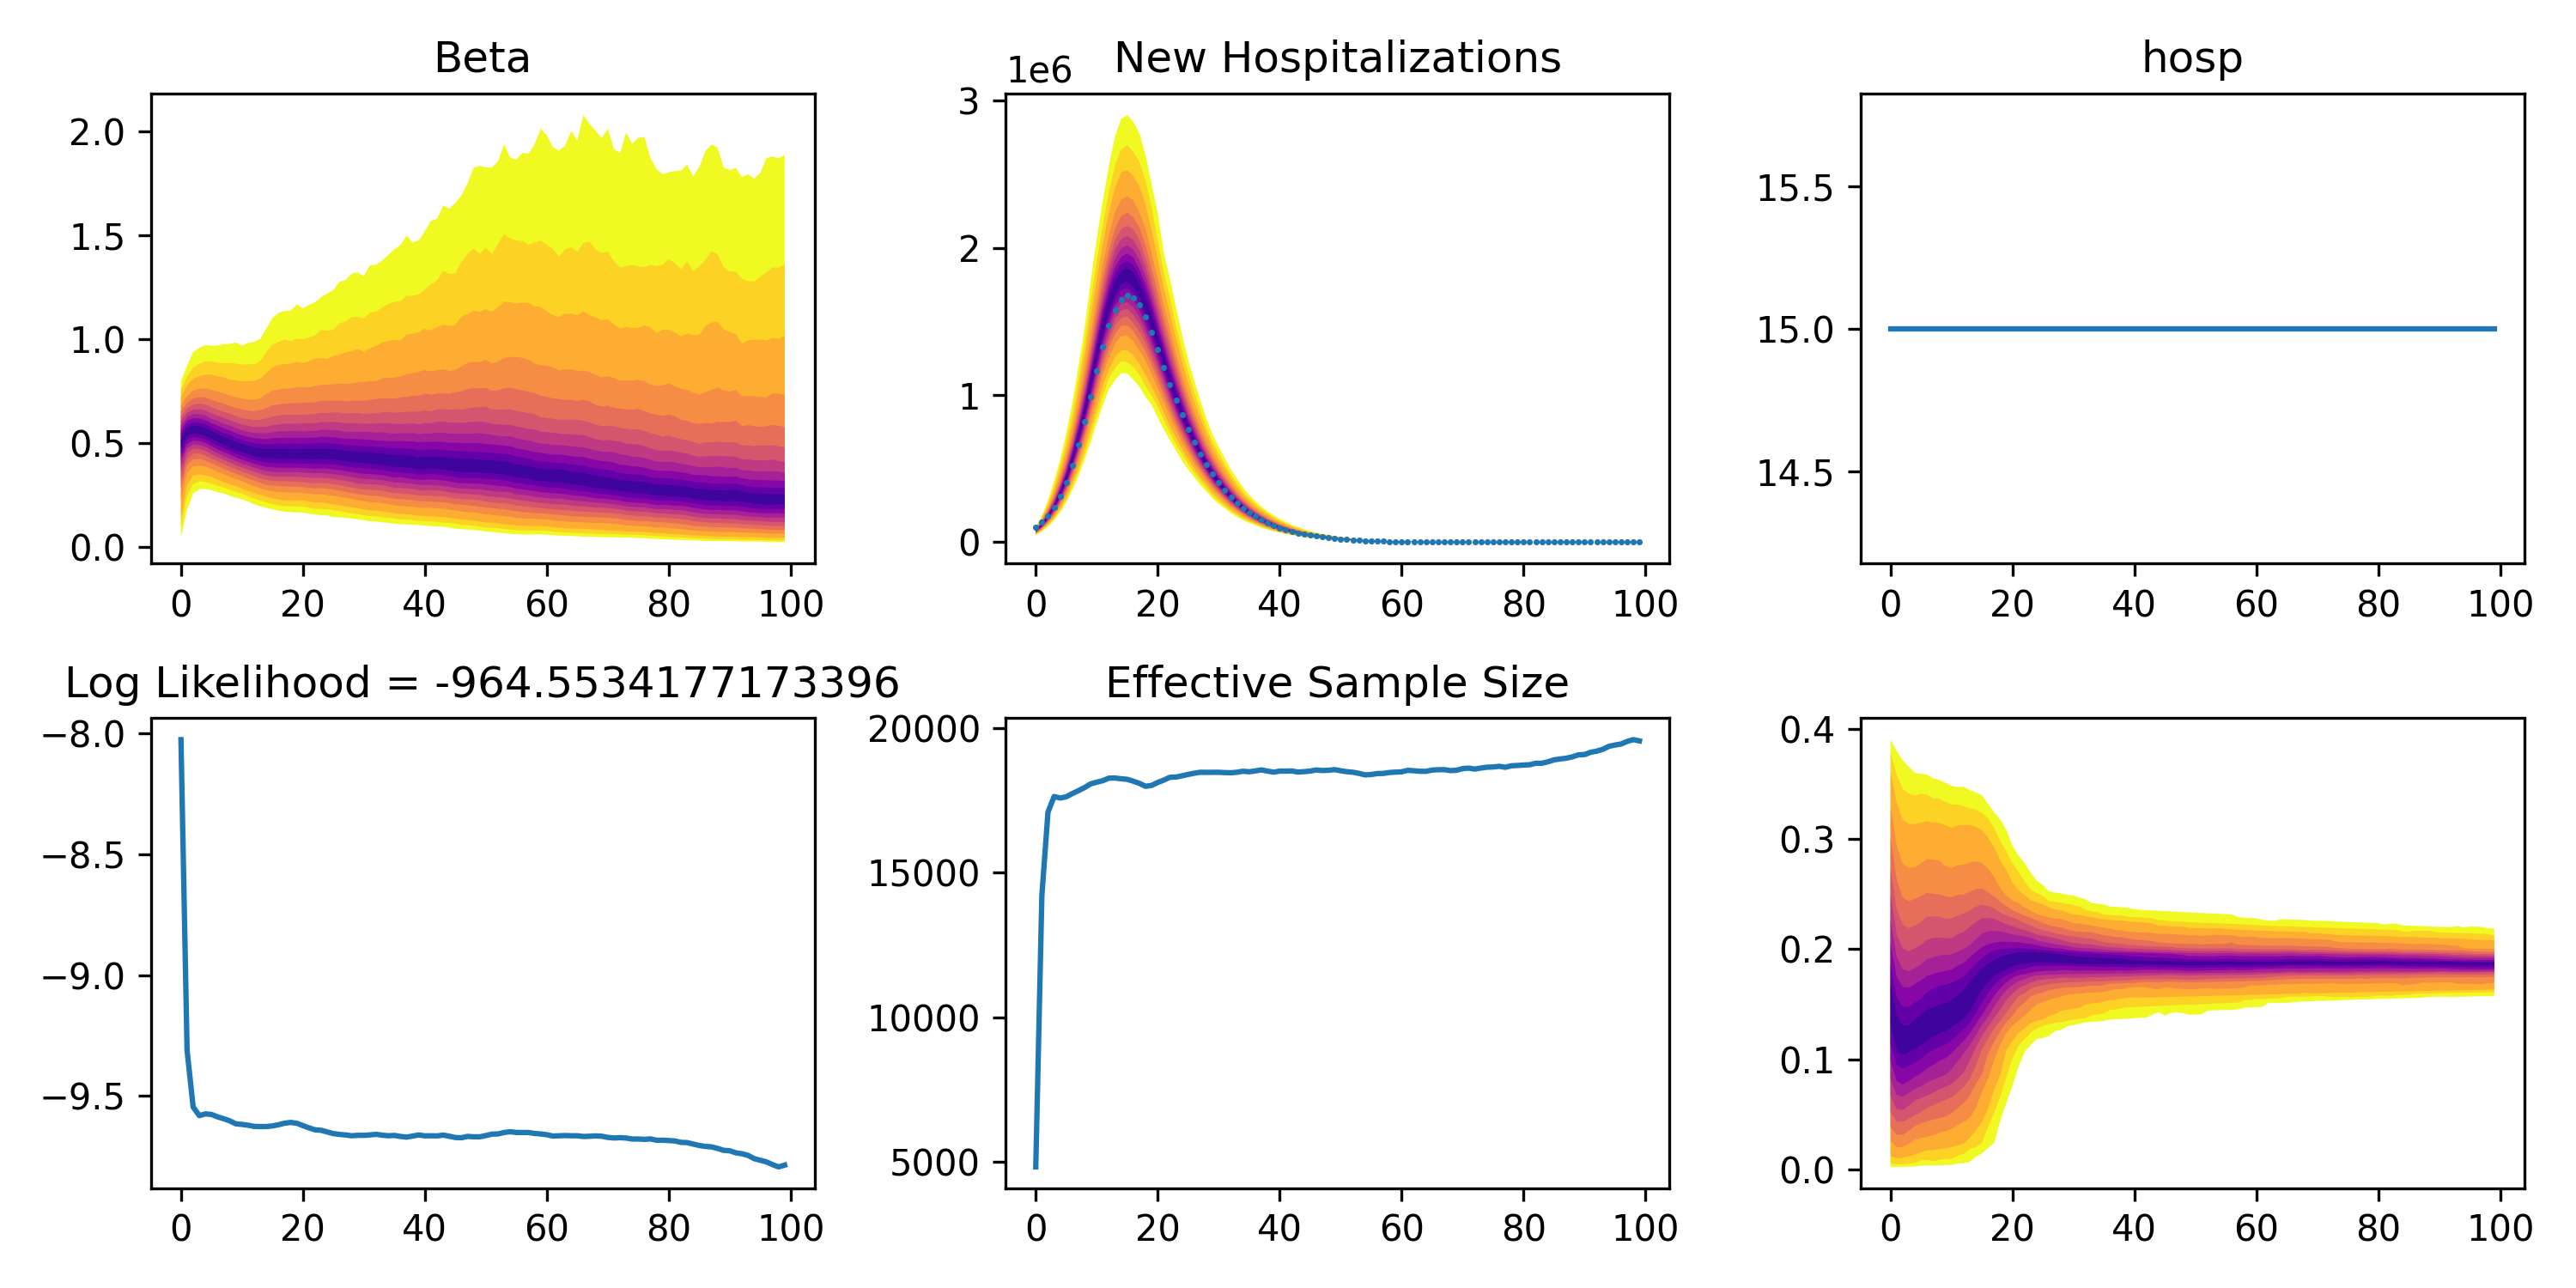 Beta
2.0
1.5
1.0
0.5
0.0
0 20 40 60 80 100
New Hospitalizations
1e6
3
2
1
0
0 20 40 60 80 100
hosp
15.5
15.0
14.5
0 20 40 60 80 100
Log Likelihood = -964.5534177173396
−8.0
−8.5
−9.0
−9.5
0 20 40 60 80 100
Effective Sample Size
20000
15000
10000
5000
0 20 40 60 80 100
0.4
0.3
0.2
0.1
0.0
0 20 40 60 80 100